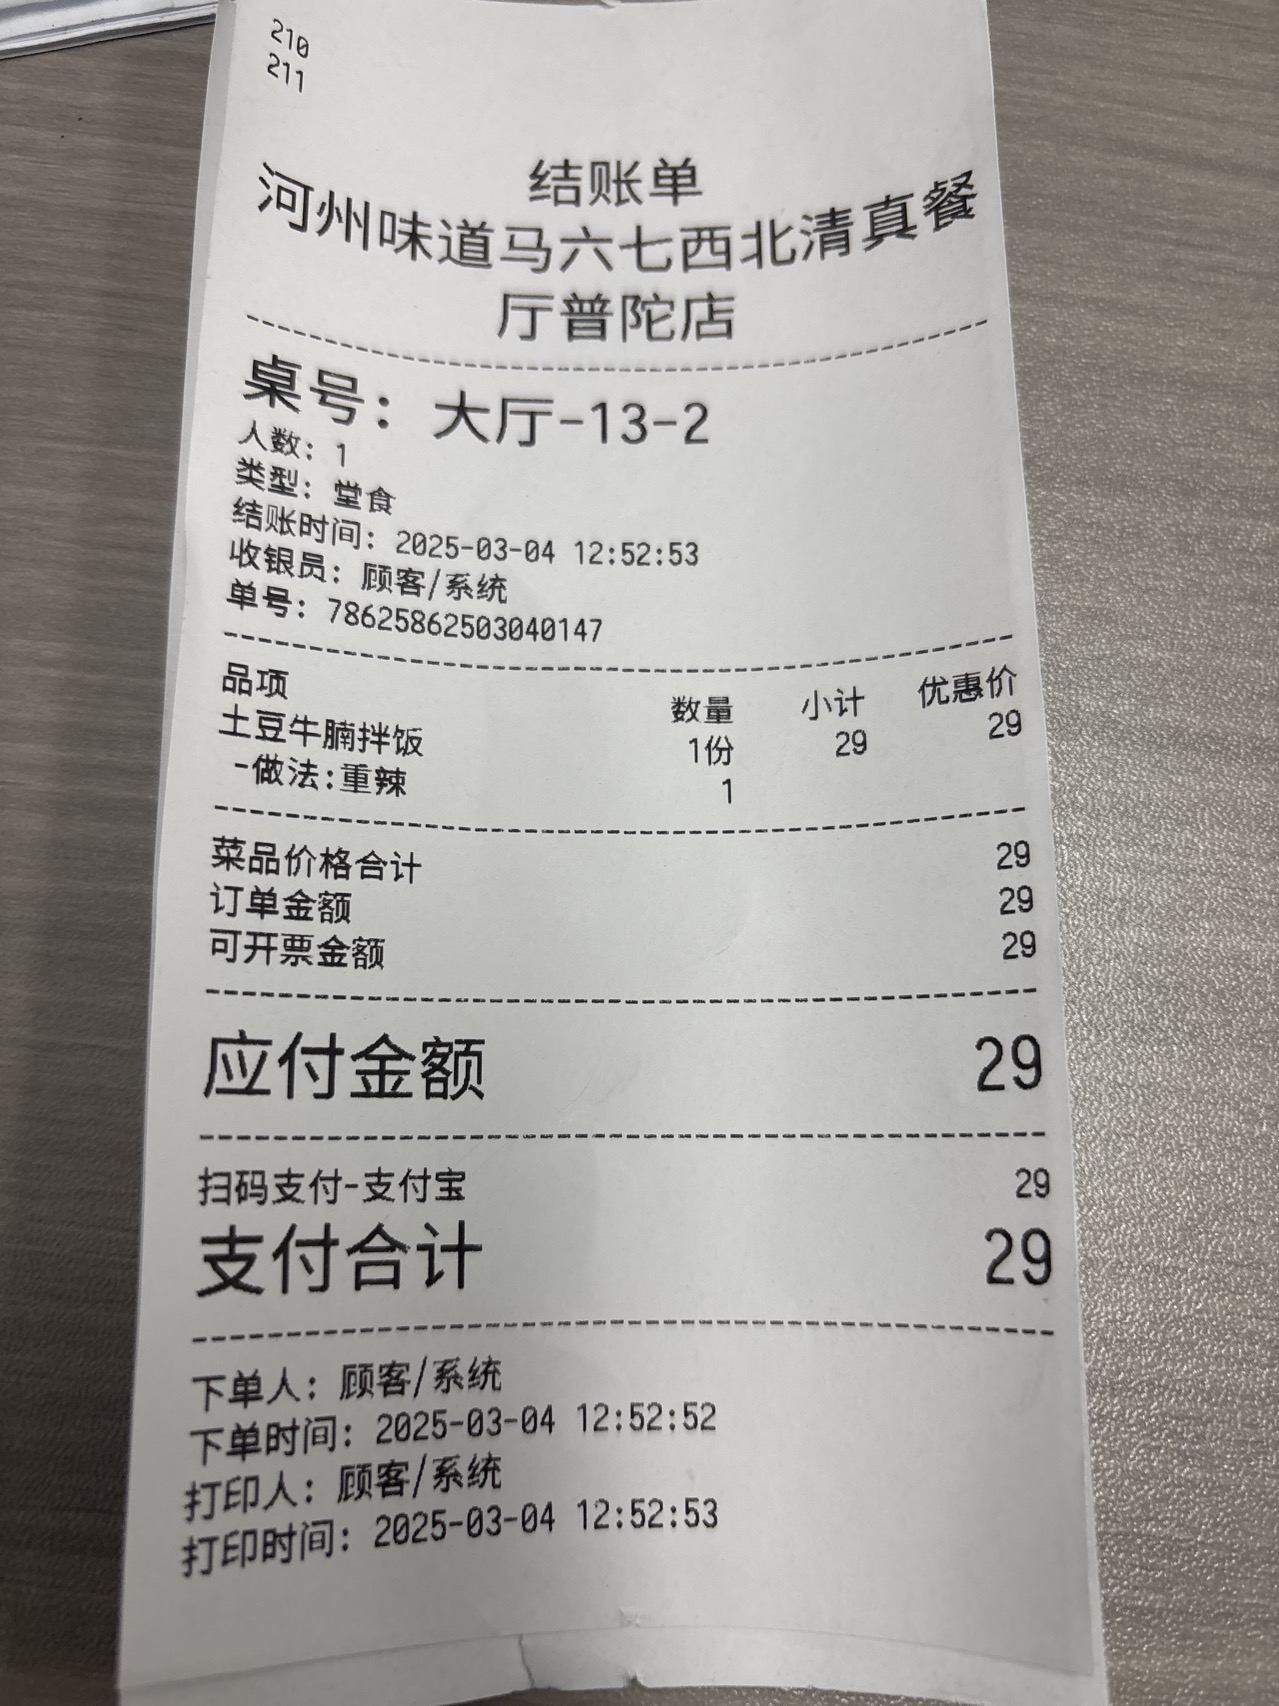 210
211
结账单
河州味道马六七西北清真餐
厅普陀店
桌号：大厅-13-2
人数：1
类型：堂食
结账时间：2025-03-04 12:52:53
收银员：顾客/系统
单号：78625862503040147
品项 数量 小计 优惠价
土豆牛腩拌饭 1份 29 29
-做法:重辣 1
菜品价格合计 29
订单金额 29
可开票金额 29
应付金额 29
扫码支付-支付宝 29
支付合计 29
下单人：顾客/系统
下单时间：2025-03-04 12:52:52
打印人：顾客/系统
打印时间：2025-03-04 12:52:53